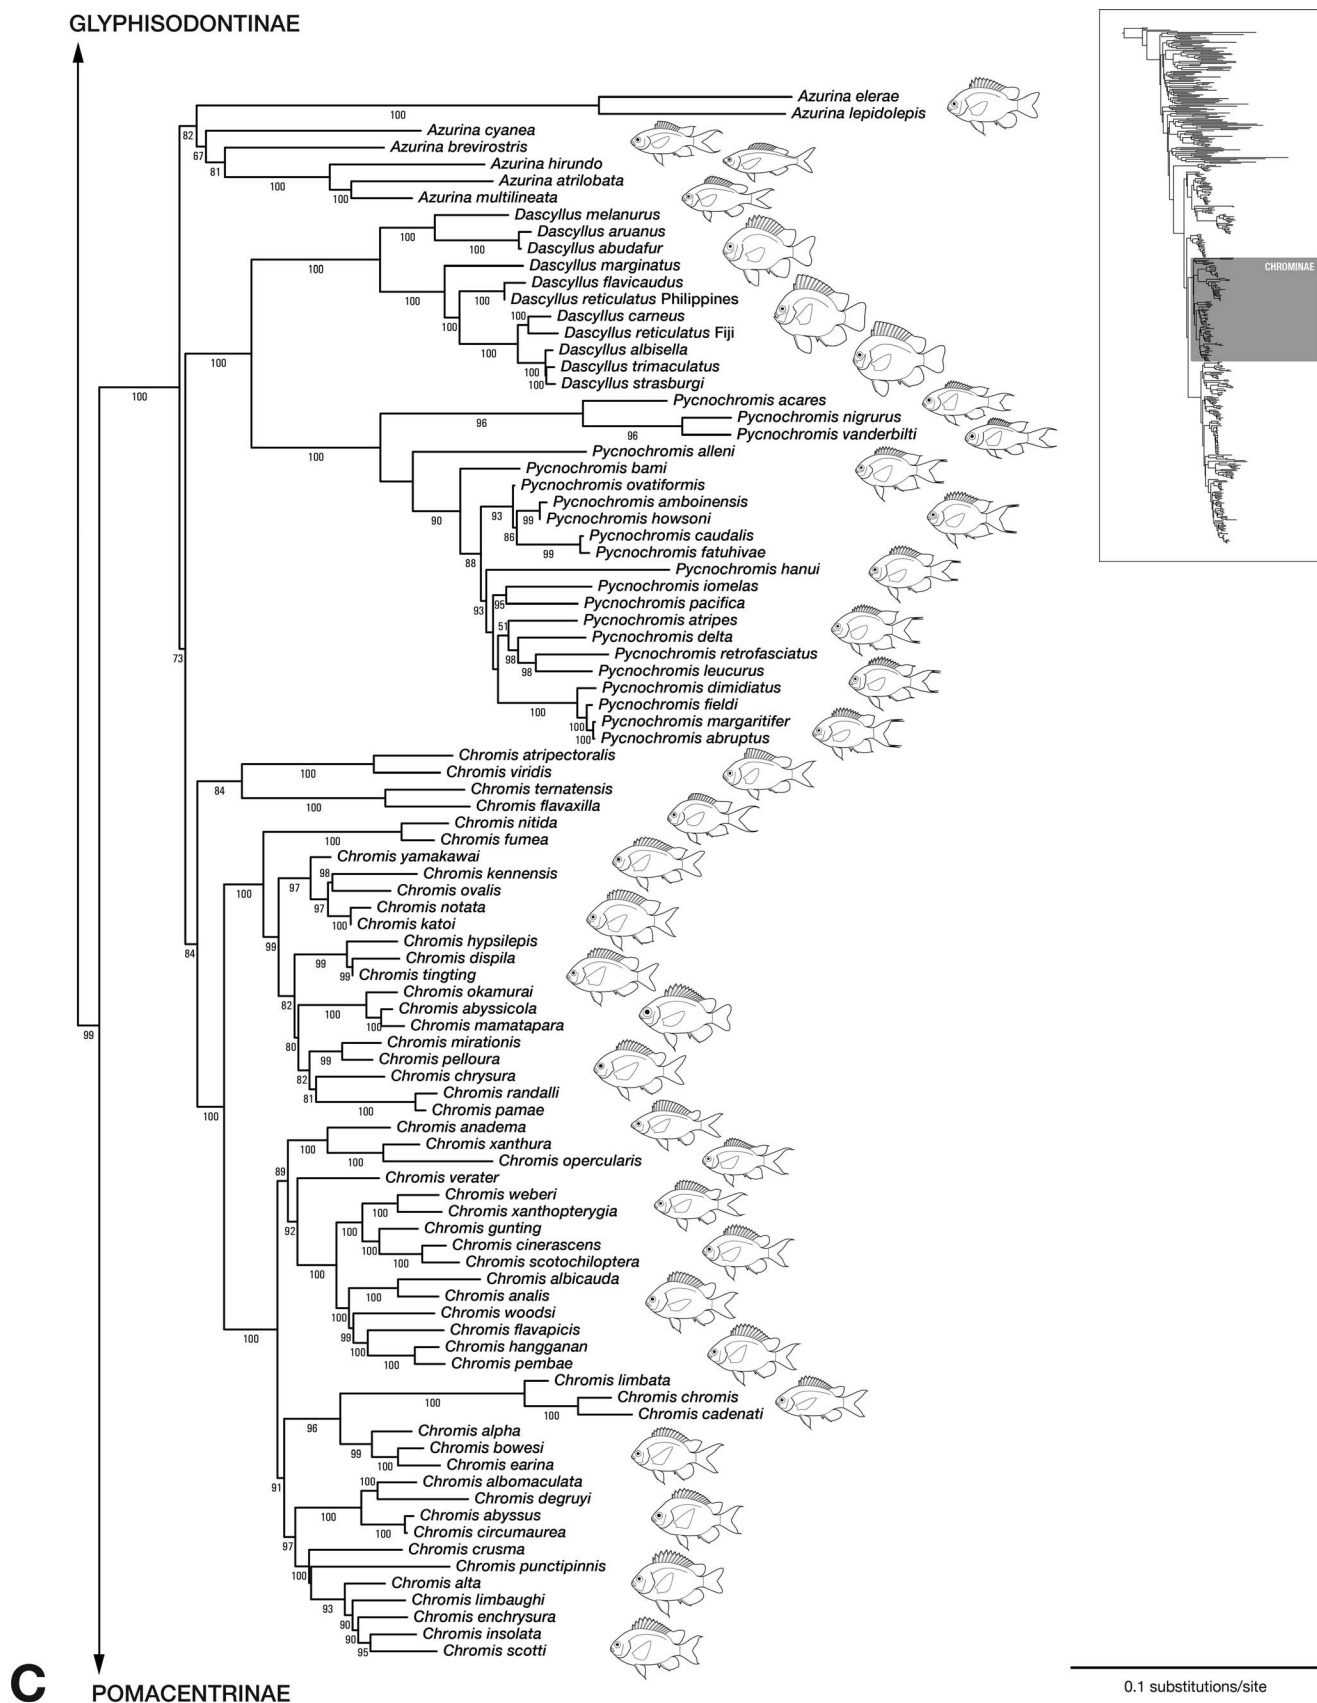 GLYPHISODONTINAE
CHROMINAE
Azurina elerae
100
Azurina lepidolepis
82
Azurina cyanea
67
Azurina brevirostris
81
Azurina hirundo
100
Azurina atrilobata
100
Azurina multilineata
Dascyllus melanurus
100
Dascyllus aruanus
100
Dascyllus abudafur
100
Dascyllus marginatus
100
Dascyllus flavicaudus
100
Dascyllus reticulatus Philippines
100
Dascyllus carneus
100
Dascyllus reticulatus Fiji
100
Dascyllus albisella
100
Dascyllus trimaculatus
100
Dascyllus strasburgi
100
100
Pycnochromis acares
96
Pycnochromis nigrurus
96
Pycnochromis vanderbilti
100
Pycnochromis alleni
Pycnochromis bami
90
Pycnochromis ovatiformis
93
Pycnochromis amboinensis
99
Pycnochromis howsoni
86
Pycnochromis caudalis
99
Pycnochromis fatuhivae
88
Pycnochromis hanui
Pycnochromis iomelas
95
Pycnochromis pacifica
93
Pycnochromis atripes
51
Pycnochromis delta
98
Pycnochromis retrofasciatus
98
Pycnochromis leucurus
Pycnochromis dimidiatus
100
Pycnochromis fieldi
100
Pycnochromis margaritifer
100
Pycnochromis abruptus
73
Chromis atripectoralis
100
Chromis viridis
84
Chromis ternatensis
100
Chromis flavaxilla
Chromis nitida
100
Chromis fumea
Chromis yamakawai
98
Chromis kennensis
97
Chromis ovalis
100
97
Chromis notata
100
Chromis katoi
99
Chromis hypsilepis
84
99
Chromis dispila
99
Chromis tingting
Chromis okamurai
82
100
Chromis abyssicola
100
Chromis mamatapara
99
80
Chromis mirationis
99
Chromis pelloura
82
Chromis chrysura
81
Chromis randalli
100
Chromis pamae
100
Chromis anadema
100
Chromis xanthura
100
Chromis opercularis
89
Chromis verater
Chromis weberi
100
Chromis xanthopterygia
92
100
Chromis gunting
100
Chromis cinerascens
100
Chromis scotochiloptera
100
Chromis albicauda
100
Chromis analis
100
Chromis woodsi
100
99
Chromis flavapicis
100
Chromis hangganan
100
Chromis pembae
Chromis limbata
100
Chromis chromis
100
Chromis cadenati
96
Chromis alpha
99
Chromis bowesi
100
Chromis earina
91
100
Chromis albomaculata
Chromis degruyi
100
Chromis abyssus
100
Chromis circumaurea
97
Chromis crusma
100
Chromis punctipinnis
Chromis alta
93
Chromis limbaughi
90
Chromis enchrysura
90
Chromis insolata
95
Chromis scotti
C
POMACENTRINAE
0.1 substitutions/site